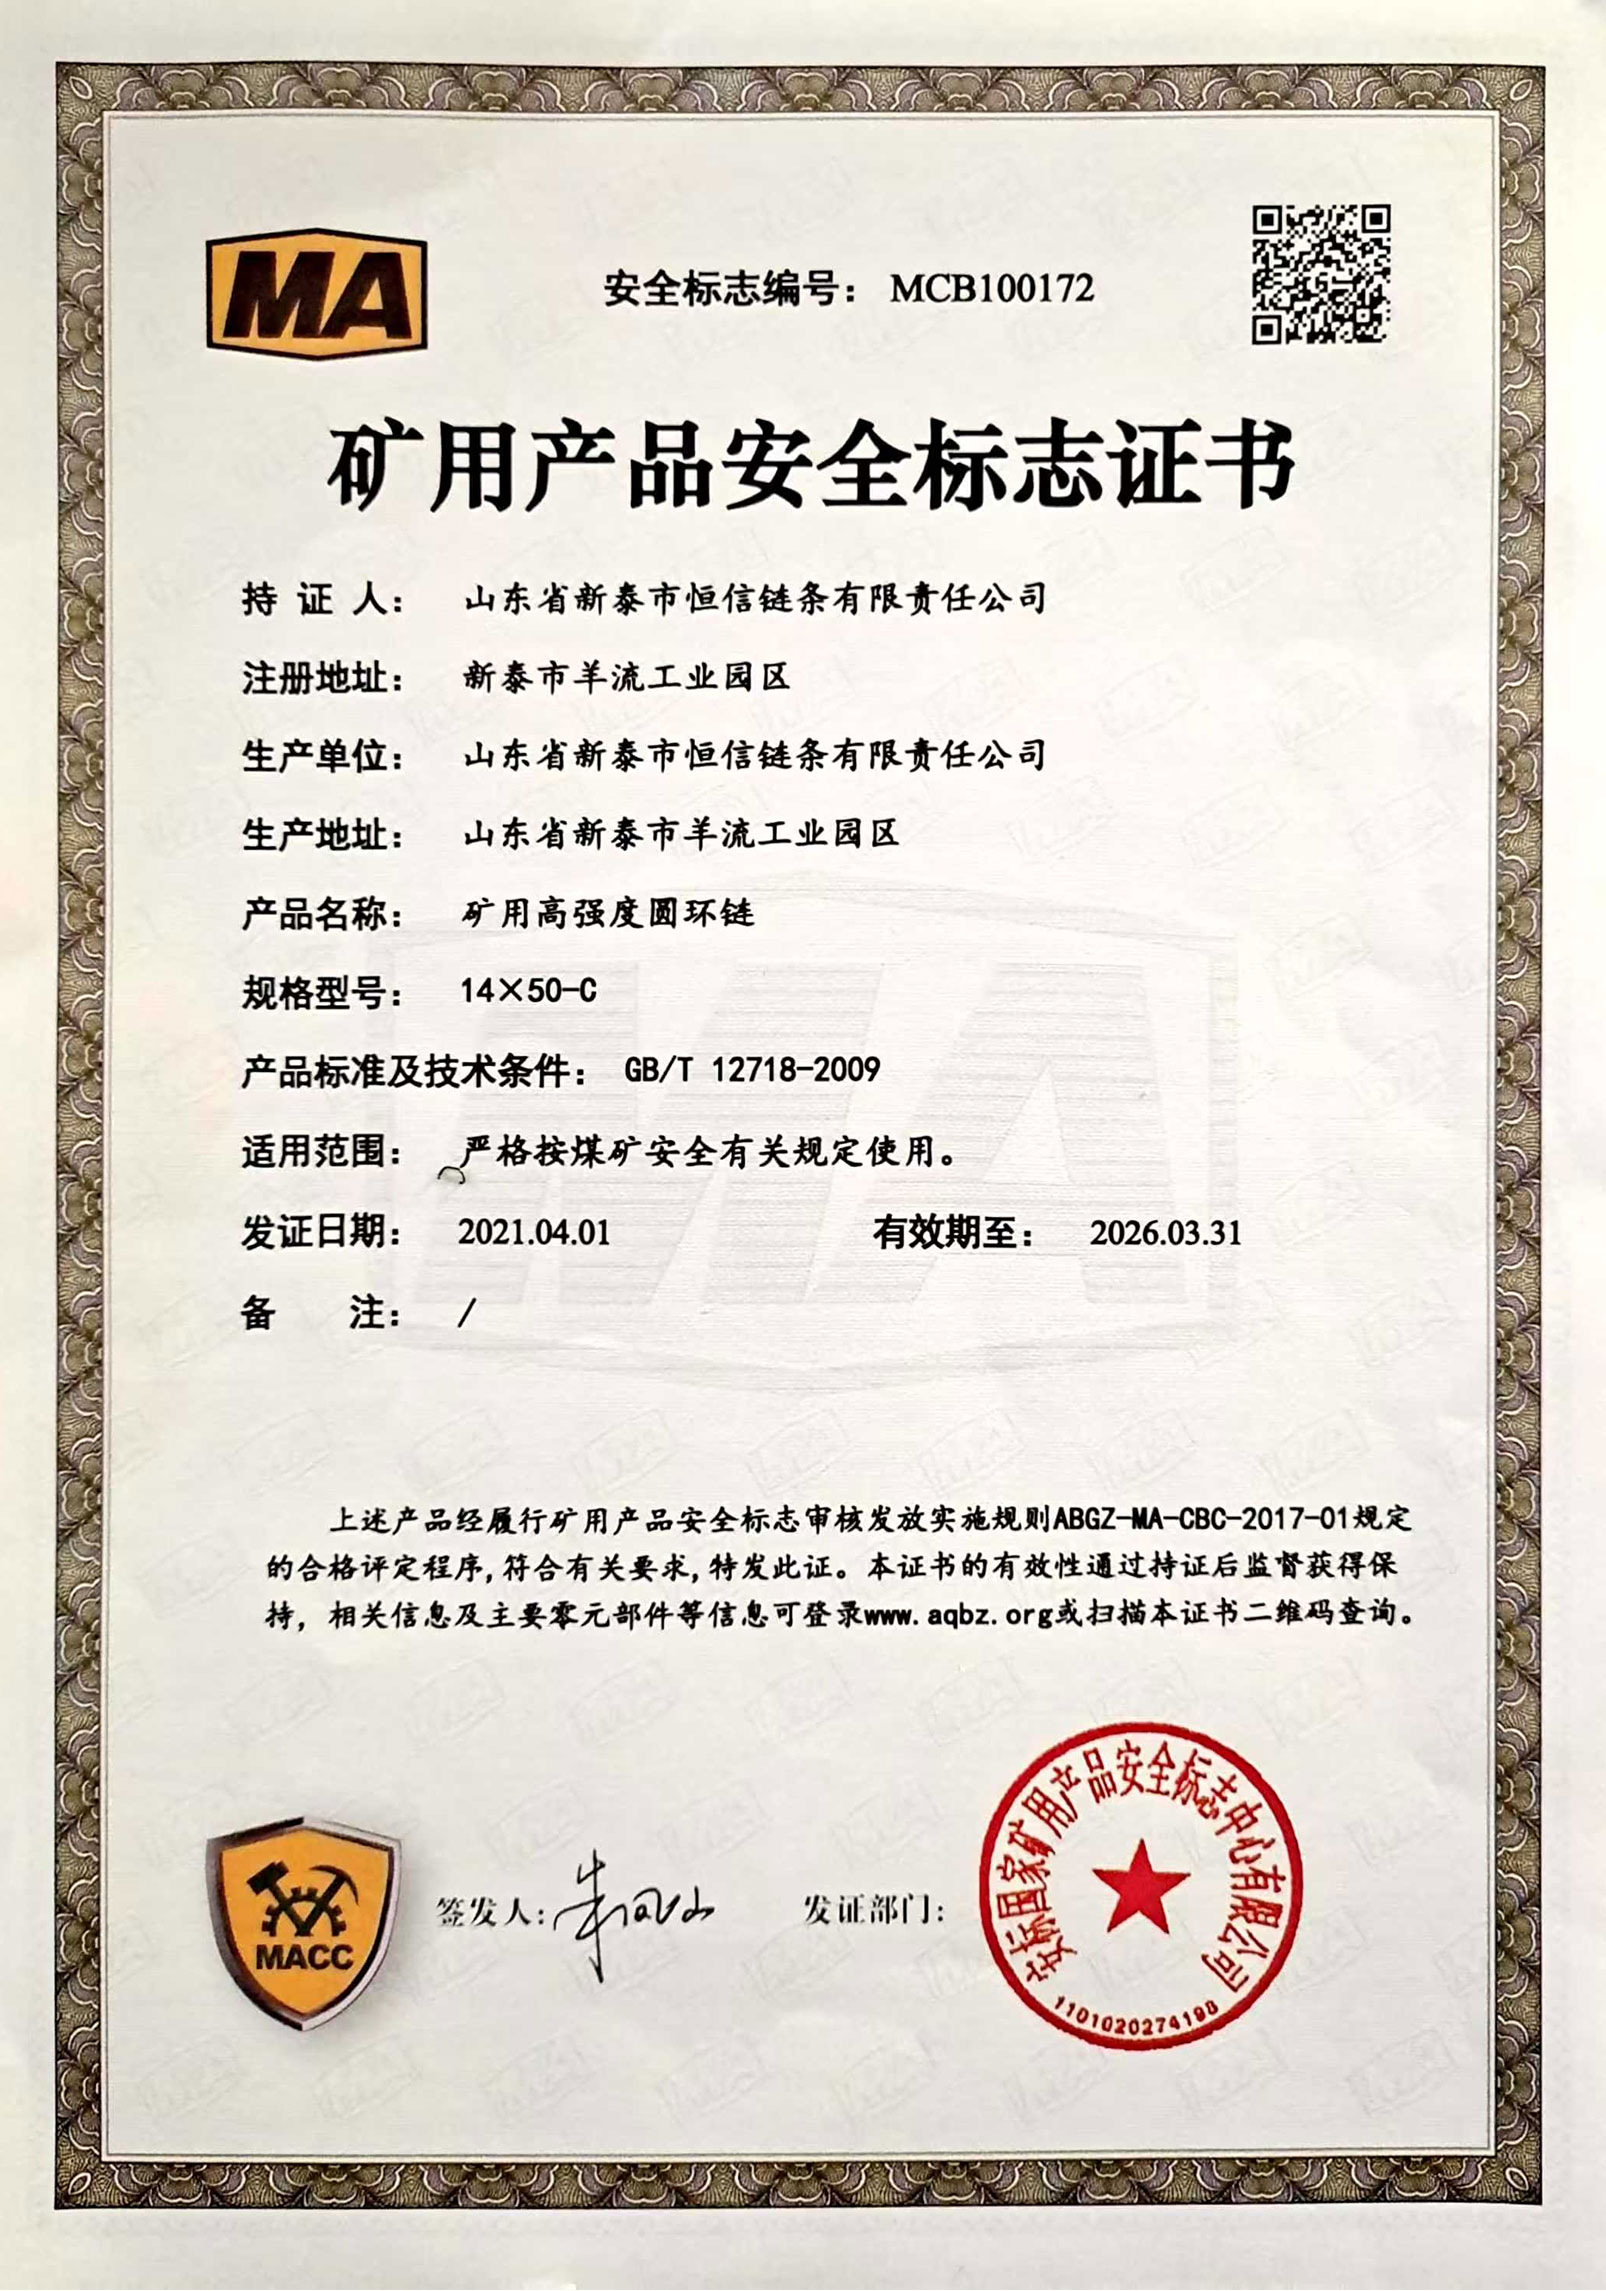 MA
安全标志编号： MCB100172
矿用产品安全标志证书
持 证 人： 山东省新泰市恒信链条有限责任公司
注册地址： 新泰市羊流工业园区
生产单位： 山东省新泰市恒信链条有限责任公司
生产地址： 山东省新泰市羊流工业园区
产品名称： 矿用高强度圆环链
规格型号： 14×50-C
产品标准及技术条件： GB/T 12718-2009
适用范围： 严格按煤矿安全有关规定使用。
发证日期： 2021.04.01 有效期至： 2026.03.31
备 注： /
上述产品经履行矿用产品安全标志审核发放实施规则ABGZ-MA-CBC-2017-01规定
的合格评定程序,符合有关要求,特发此证。本证书的有效性通过持证后监督获得保
持，相关信息及主要零元部件等信息可登录www.aqbz.org或扫描本证书二维码查询。
MACC
签发人:
发证部门:
安标国家矿用产品安全标志中心有限公司
1101020274198